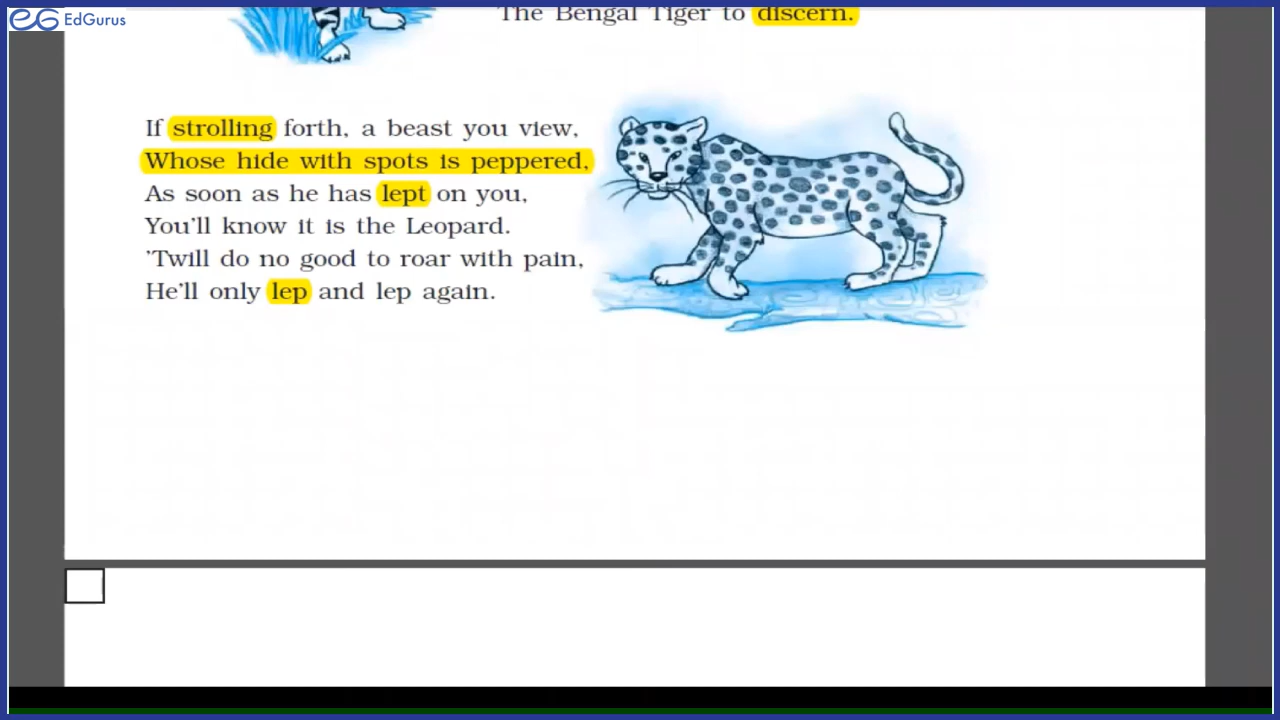 EdGurus
The Bengal Tiger to discern.
If strolling forth, a beast you view,
Whose hide with spots is peppered,
As soon as he has lept on you,
You'll know it is the Leopard.
'Twill do no good to roar with pain,
He'll only lep and lep again.